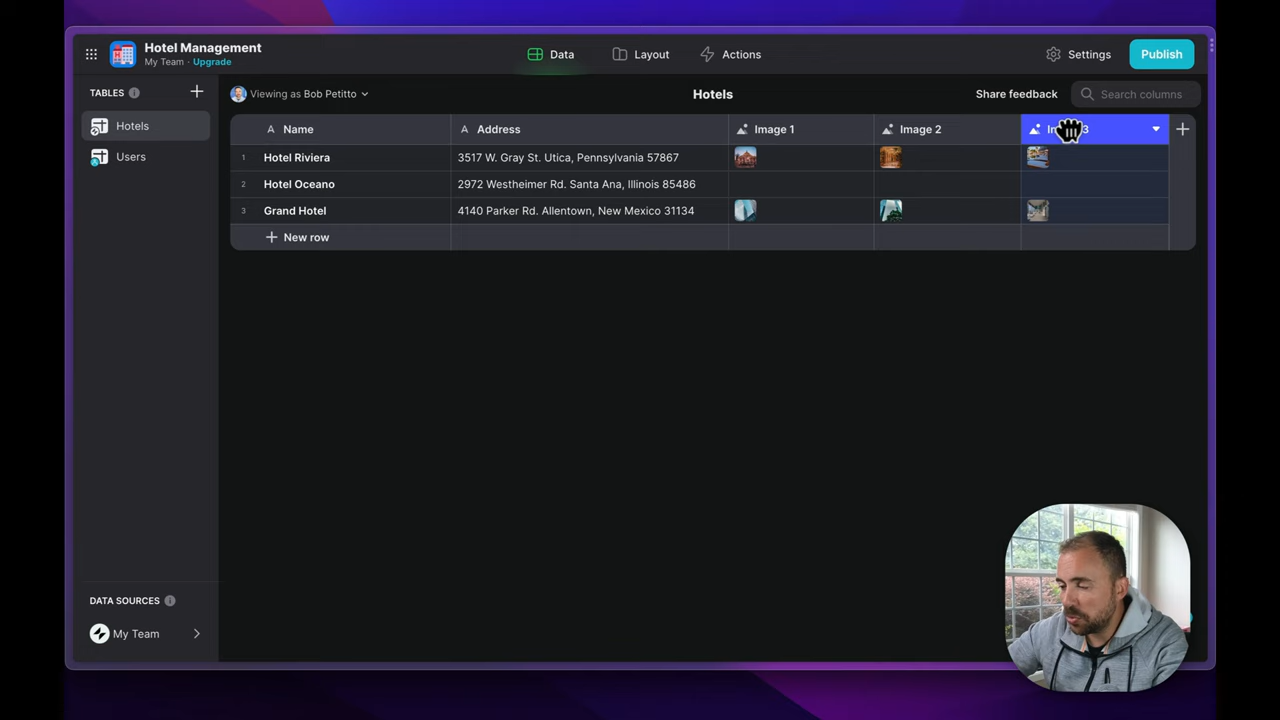 Hotel Management
My Team · Upgrade
Data
Layout
Actions
Settings
Publish
TABLES
Viewing as Bob Petitto
Hotels
Share feedback
Search columns
Hotels
Users
Name
Address
Image 1
Image 2
3
1
Hotel Riviera
3517 W. Gray St. Utica, Pennsylvania 57867
2
Hotel Oceano
2972 Westheimer Rd. Santa Ana, Illinois 85486
3
Grand Hotel
4140 Parker Rd. Allentown, New Mexico 31134
New row
DATA SOURCES
My Team